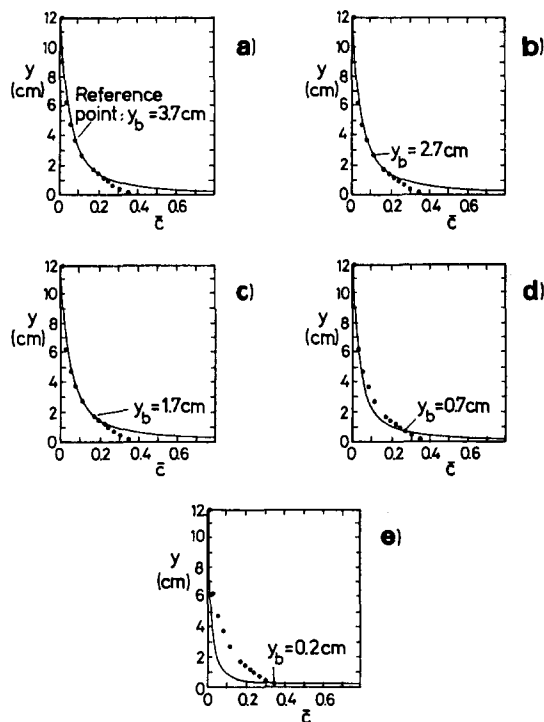 a)
12
10
8
6
4
2
0
y
(cm)
Reference
point: y_b = 3.7cm
0 0.2 0.4 0.6
c̄
b)
12
10
8
6
4
2
0
y
(cm)
y_b = 2.7cm
0 0.2 0.4 0.6
c̄
c)
12
10
8
6
4
2
0
y
(cm)
y_b = 1.7cm
0 0.2 0.4 0.6
c̄
d)
12
10
8
6
4
2
0
y
(cm)
y_b = 0.7cm
0 0.2 0.4 0.6
c̄
e)
12
10
8
6
4
2
0
y
(cm)
y_b = 0.2cm
0 0.2 0.4 0.6
c̄